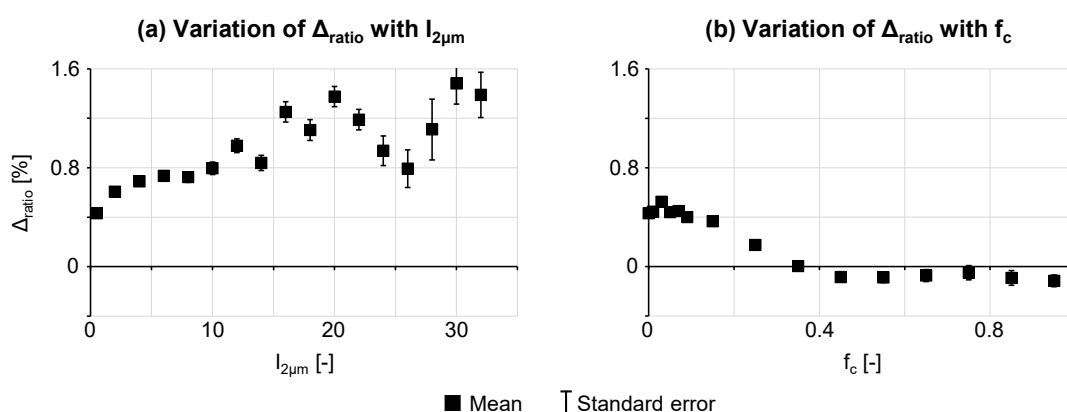 (a) Variation of Δratio with I2μm
(b) Variation of Δratio with fc
1.6
0.8
0
Δratio [%]
0 10 20 30
I2μm [-]
1.6
0.8
0
0 0.4 0.8
fc [-]
Mean Standard error